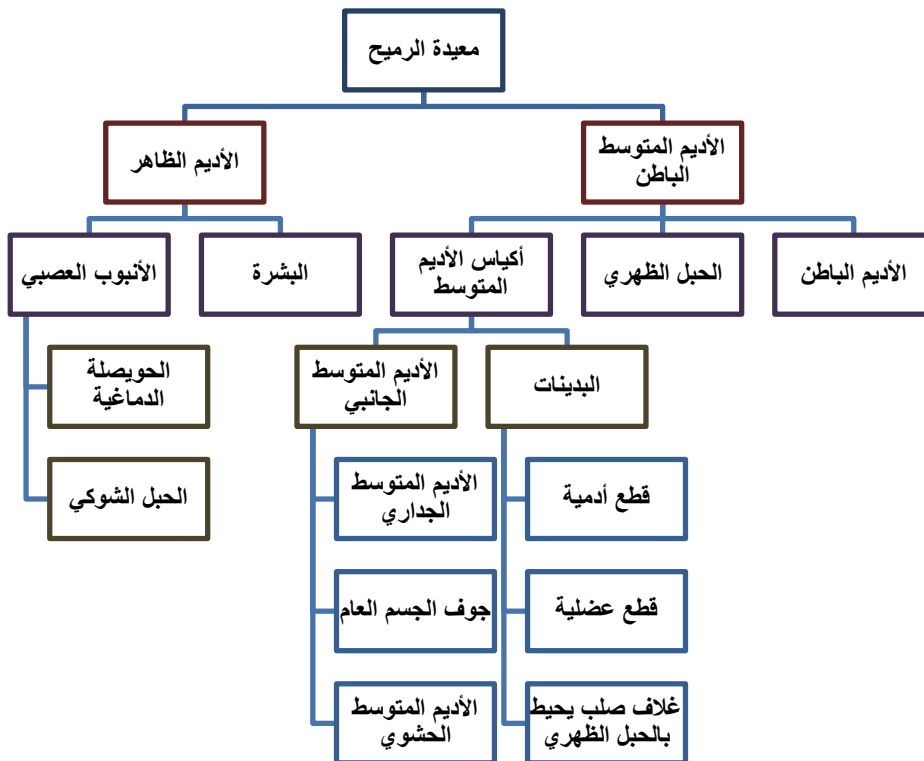 معيدة الرميح
الأديم المتوسط
الباطن
الأديم الظاهر
الأديم الباطن
الحبل الظهري
أكياس الأديم
المتوسط
البشرة
الأنبوب العصبي
البدينات
الأديم المتوسط
الجانبي
الحويصلة
الدماغية
قطع أدمية
الأديم المتوسط
الجداري
الحبل الشوكي
قطع عضلية
جوف الجسم العام
غلاف صلب يحيط
بالحبل الظهري
الأديم المتوسط
الحشوي